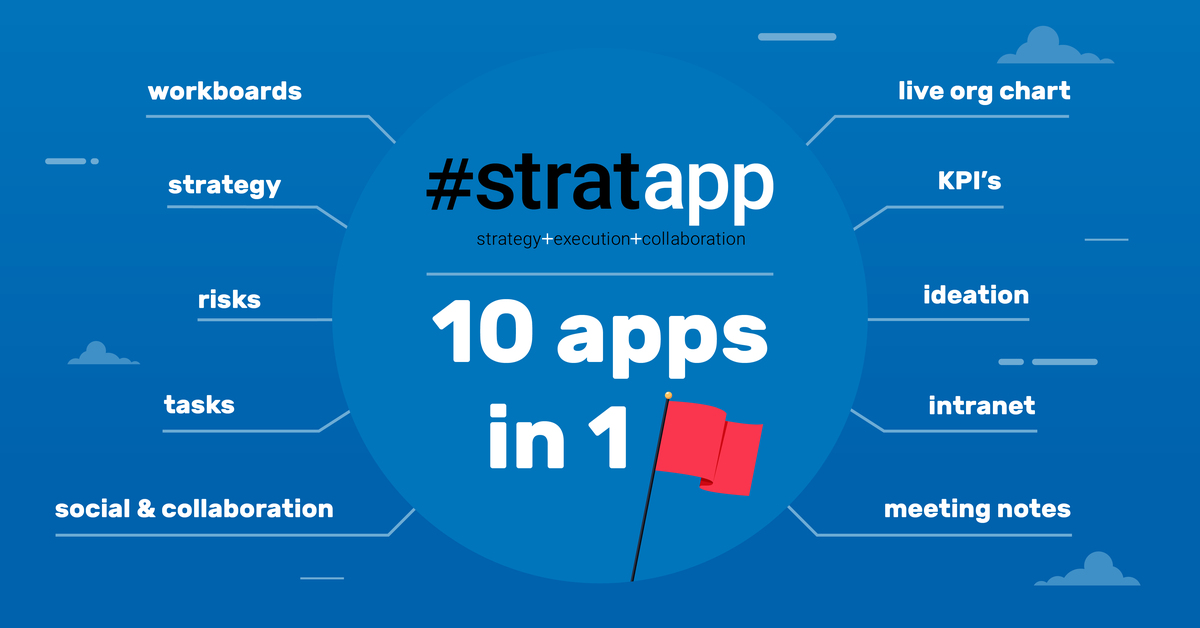 workboards
strategy
risks
tasks
social & collaboration
#stratapp
strategy+execution+collaboration
10 apps
in 1
live org chart
KPI’s
ideation
intranet
meeting notes